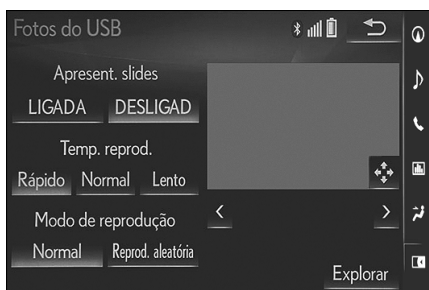 Fotos do USB
Apresent. slides
LIGADA DESLIGAD
Temp. reprod.
Rápido Normal Lento
Modo de reprodução
Normal Reprod. aleatória
Explorar